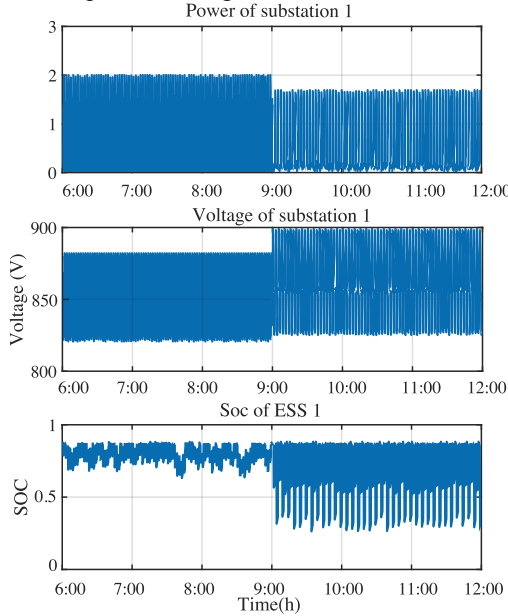 Power of substation 1
3
2
1
0
6:00 7:00 8:00 9:00 10:00 11:00 12:00
Voltage of substation 1
900
850
800
Voltage (V)
6:00 7:00 8:00 9:00 10:00 11:00 12:00
Soc of ESS 1
1
0.5
0
SOC
6:00 7:00 8:00 9:00 10:00 11:00 12:00
Time(h)